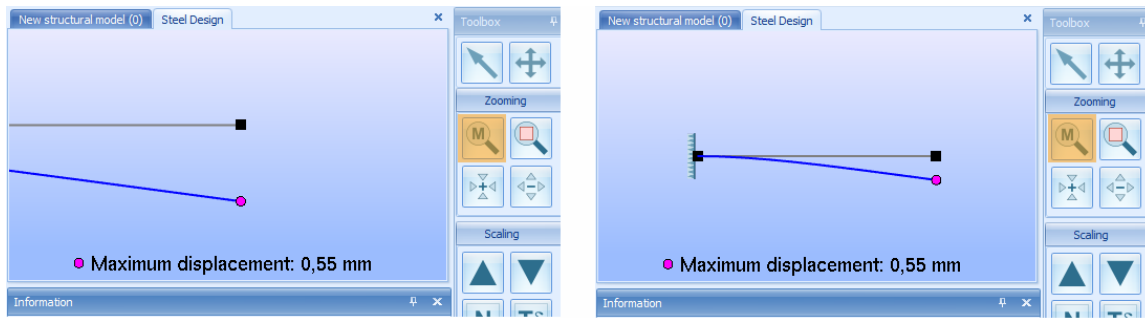 New structural model (0) Steel Design
Toolbox
Zooming
M
Maximum displacement: 0,55 mm
Scaling
Information
New structural model (0) Steel Design
Toolbox
Zooming
M
Maximum displacement: 0,55 mm
Scaling
Information